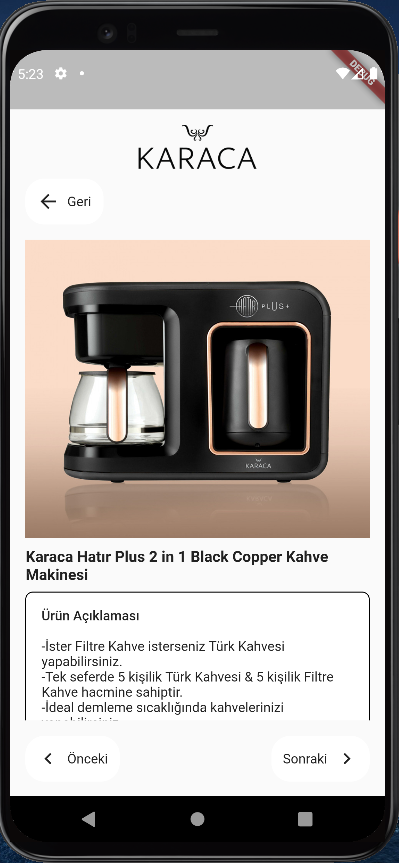 5:23
DEBUG
KARACA
Geri
HATIR PLUS+
KARACA
Karaca Hatır Plus 2 in 1 Black Copper Kahve
Makinesi
Ürün Açıklaması
-İster Filtre Kahve isterseniz Türk Kahvesi
yapabilirsiniz.
-Tek seferde 5 kişilik Türk Kahvesi & 5 kişilik Filtre
Kahve hacmine sahiptir.
-İdeal demleme sıcaklığında kahvelerinizi
Önceki
Sonraki